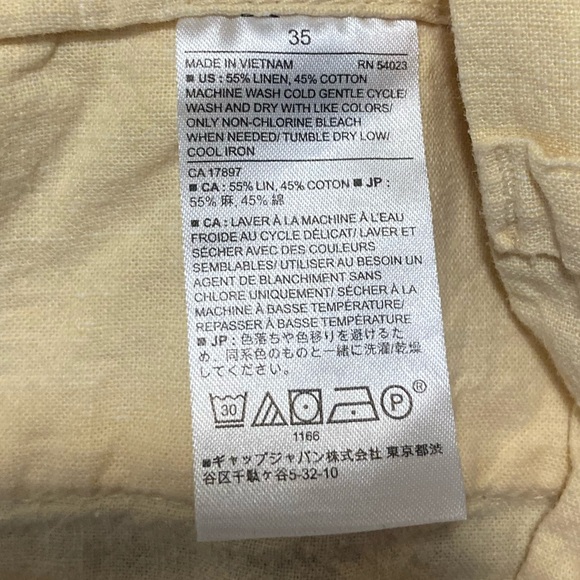 35
MADE IN VIETNAM RN 54023
■ US : 55% LINEN, 45% COTTON
MACHINE WASH COLD GENTLE CYCLE/
WASH AND DRY WITH LIKE COLORS/
ONLY NON-CHLORINE BLEACH
WHEN NEEDED/ TUMBLE DRY LOW/
COOL IRON
CA 17897
■ CA : 55% LIN, 45% COTON ■ JP :
55% 麻, 45% 綿
■ CA : LAVER À LA MACHINE À L'EAU
FROIDE AU CYCLE DÉLICAT/ LAVER ET
SÉCHER AVEC DES COULEURS
SEMBLABLES/ UTILISER AU BESOIN UN
AGENT DE BLANCHIMENT SANS
CHLORE UNIQUEMENT/ SÉCHER À LA
MACHINE À BASSE TEMPÉRATURE/
REPASSER À BASSE TEMPÉRATURE
■ JP : 色落ちや色移りを避けるため
め、同系色のものと一緒に洗濯/乾燥
してください。
30 P ®
1166
■ギャップジャパン株式会社 東京都渋
谷区千駄ケ谷5-32-10